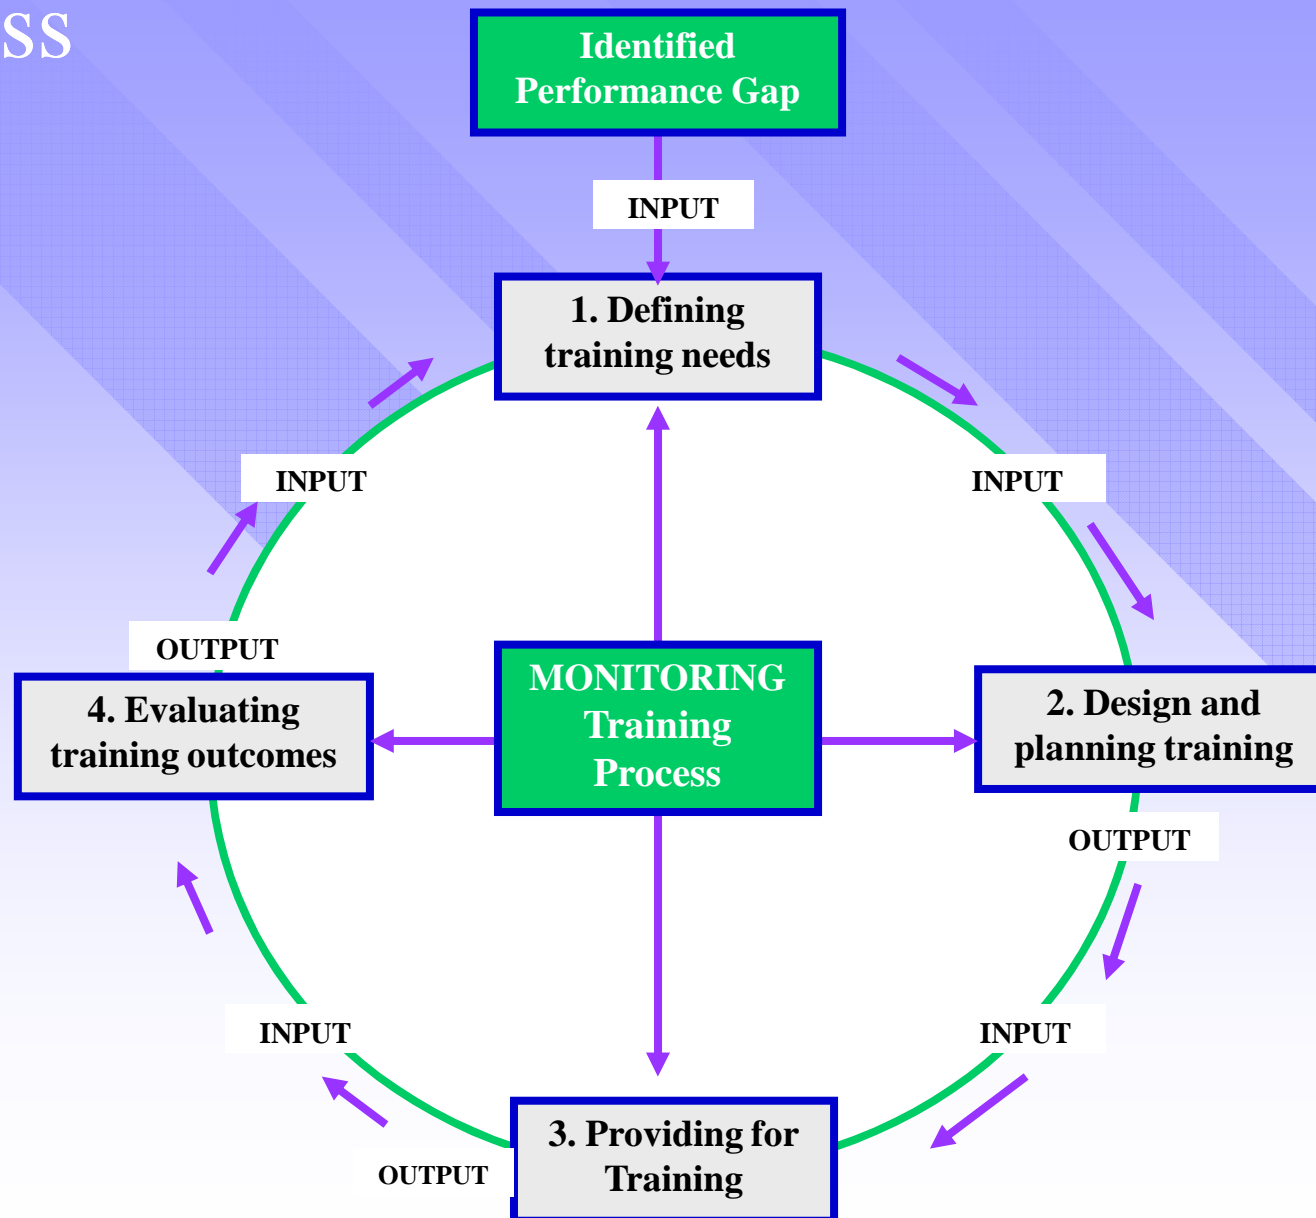 ss
Identified
Performance Gap
INPUT
1. Defining
training needs
INPUT
INPUT
OUTPUT
MONITORING
Training
Process
4. Evaluating
training outcomes
2. Design and
planning training
OUTPUT
INPUT
INPUT
3. Providing for
Training
OUTPUT